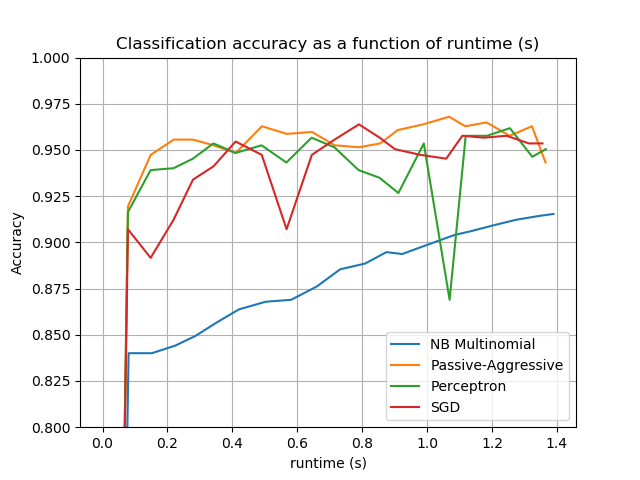 Classification accuracy as a function of runtime (s)
1.000
0.975
0.950
0.925
0.900
0.875
0.850
0.825
0.800
Accuracy
NB Multinomial
Passive-Aggressive
Perceptron
SGD
0.0 0.2 0.4 0.6 0.8 1.0 1.2 1.4
runtime (s)